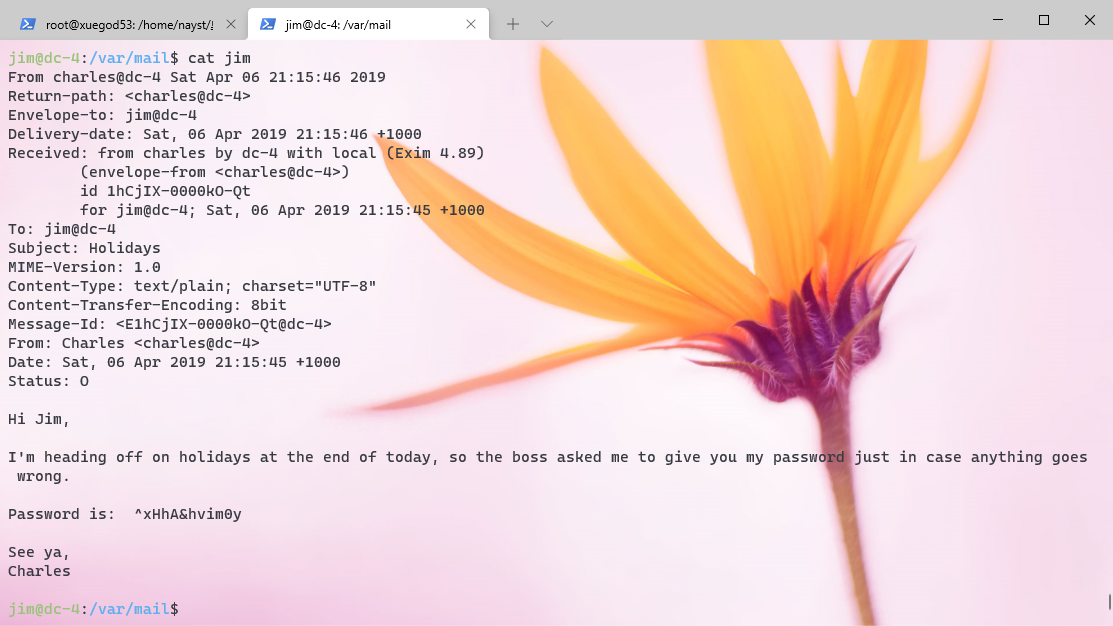 root@xuegod53: /home/nayst/
jim@dc-4: /var/mail
jim@dc-4:/var/mail$ cat jim
From charles@dc-4 Sat Apr 06 21:15:46 2019
Return-path: <charles@dc-4>
Envelope-to: jim@dc-4
Delivery-date: Sat, 06 Apr 2019 21:15:46 +1000
Received: from charles by dc-4 with local (Exim 4.89)
        (envelope-from <charles@dc-4>)
        id 1hCjIX-0000kO-Qt
        for jim@dc-4; Sat, 06 Apr 2019 21:15:45 +1000
To: jim@dc-4
Subject: Holidays
MIME-Version: 1.0
Content-Type: text/plain; charset="UTF-8"
Content-Transfer-Encoding: 8bit
Message-Id: <E1hCjIX-0000kO-Qt@dc-4>
From: Charles <charles@dc-4>
Date: Sat, 06 Apr 2019 21:15:45 +1000
Status: O

Hi Jim,

I'm heading off on holidays at the end of today, so the boss asked me to give you my password just in case anything goes
 wrong.

Password is:  ^xHhA&hvim0y

See ya,
Charles

jim@dc-4:/var/mail$